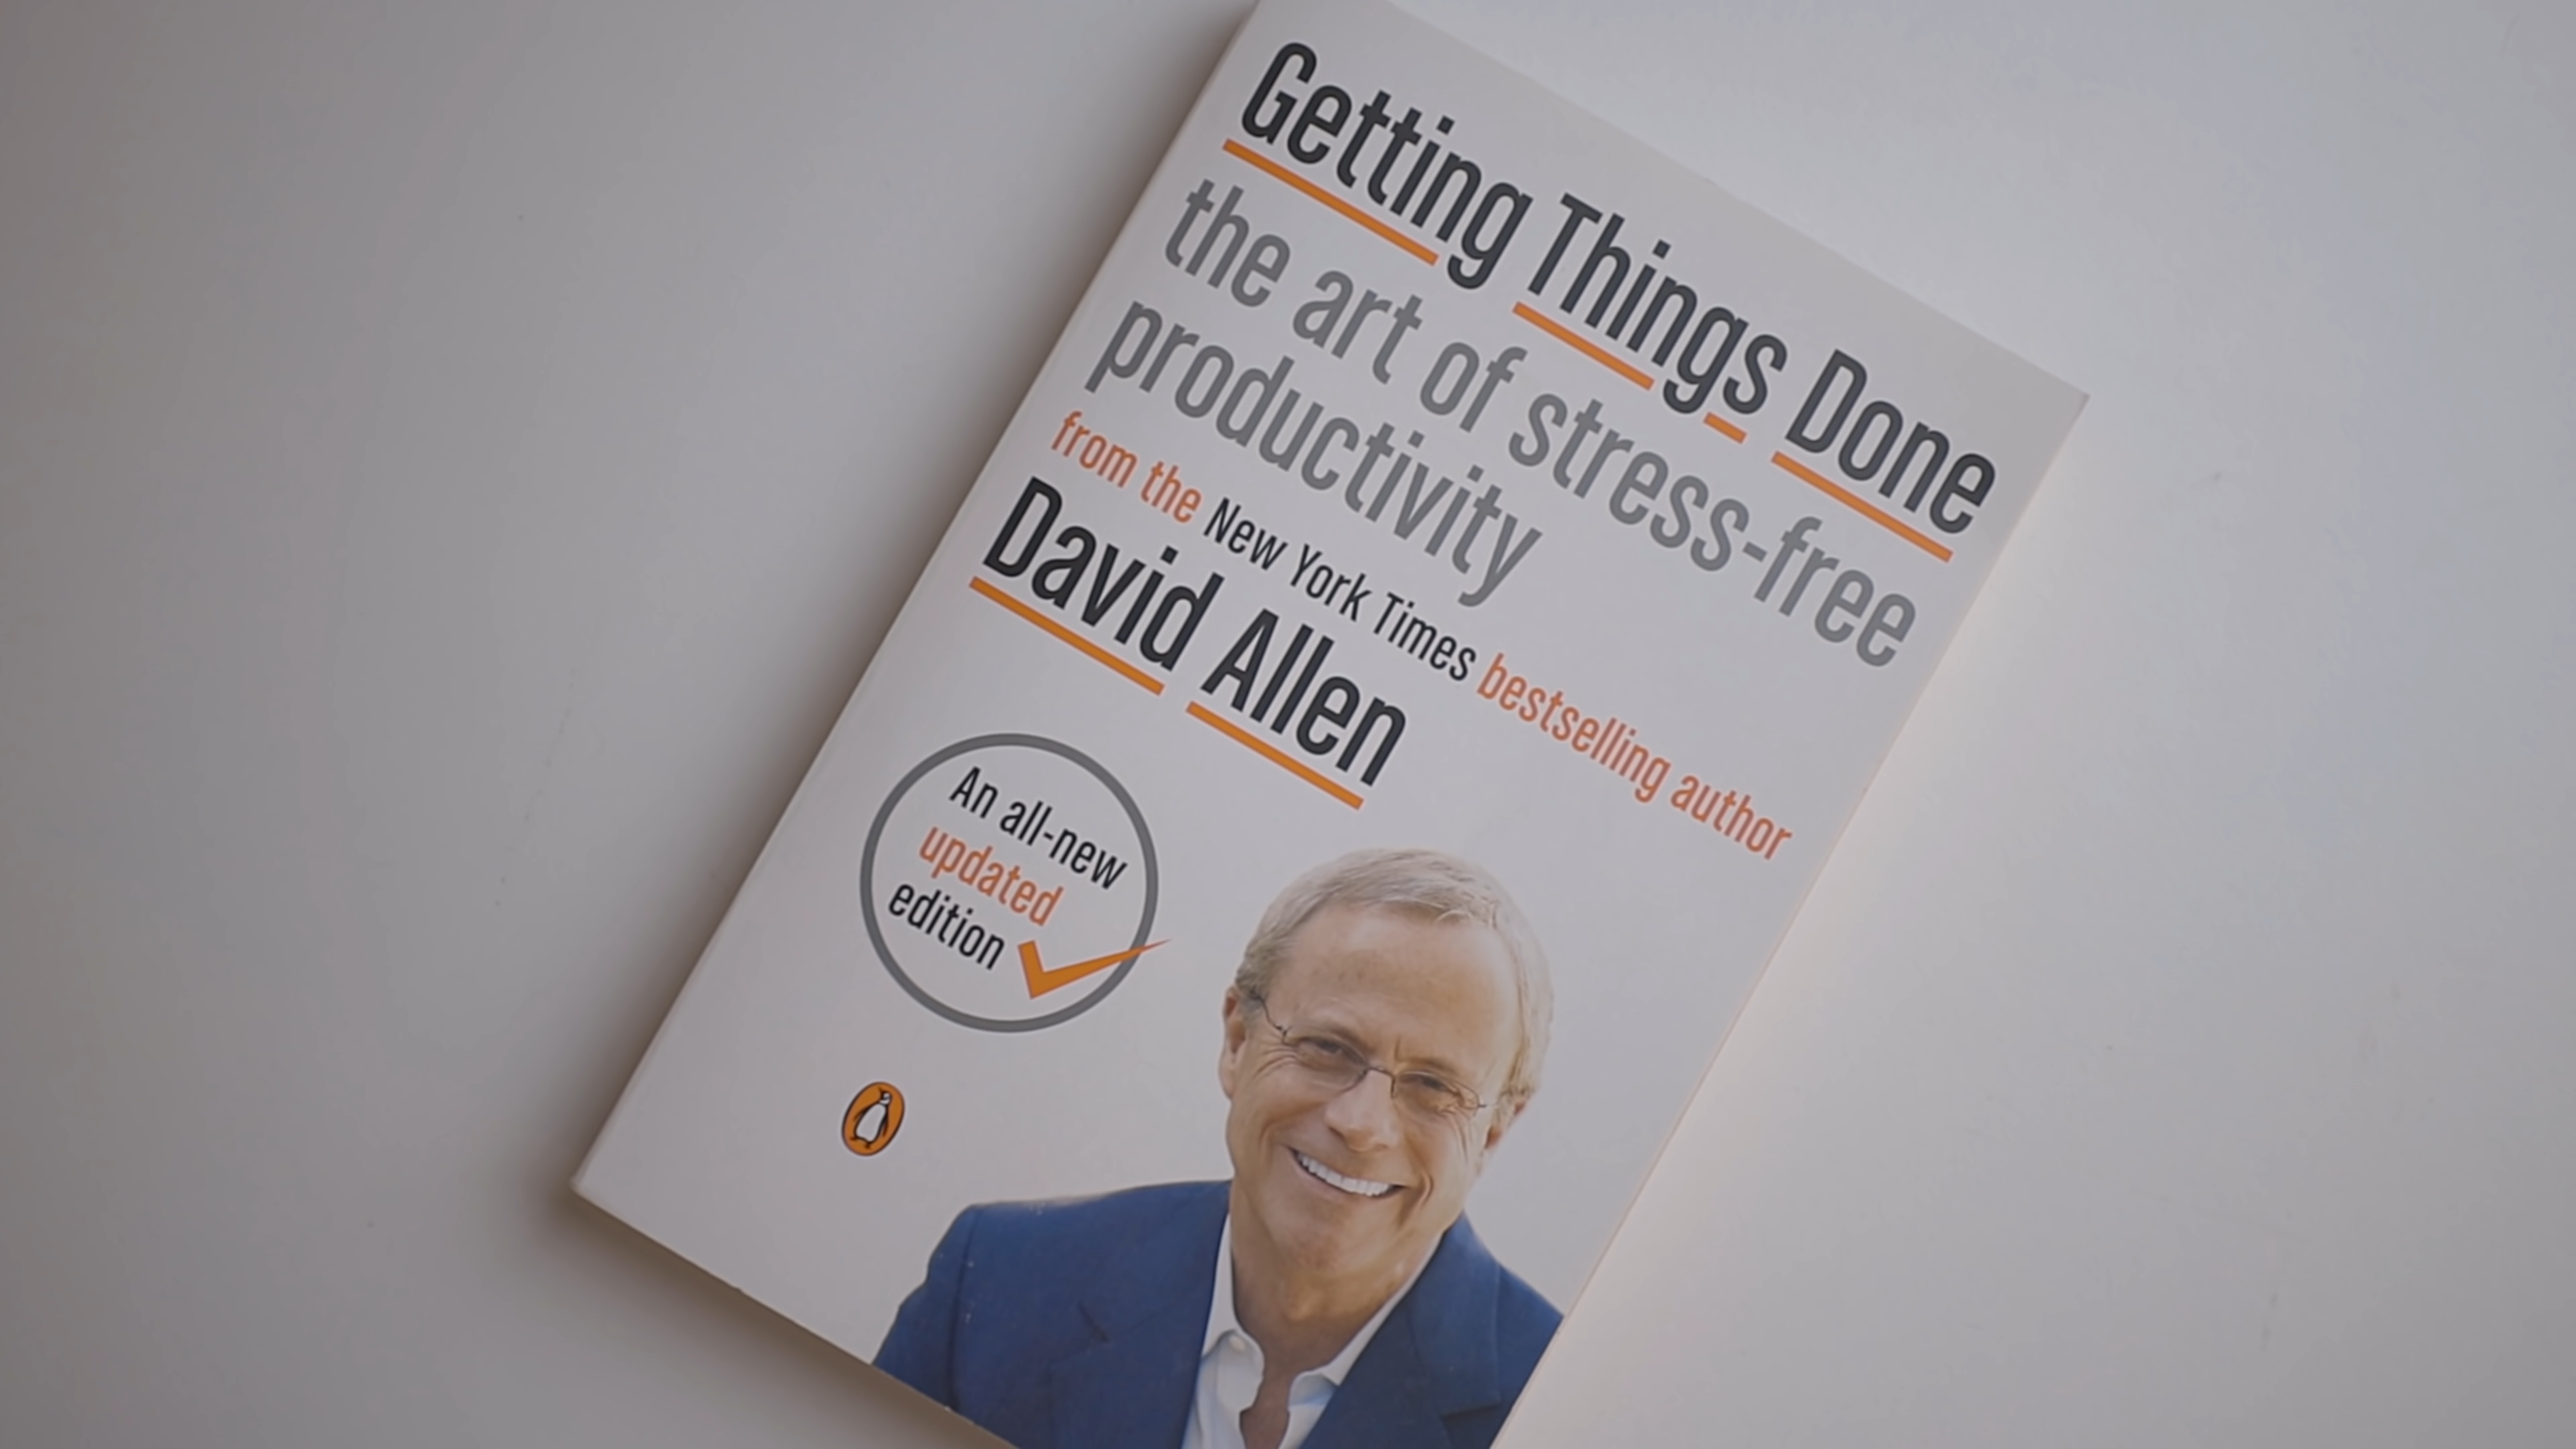 Getting Things Done
the art of stress-free
productivity
from the New York Times bestselling author
David Allen
An all-new
updated
edition